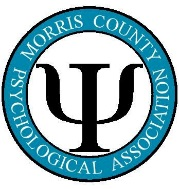 MORRIS COUNTY
Ψ
PSYCHOLOGICAL ASSOCIATION